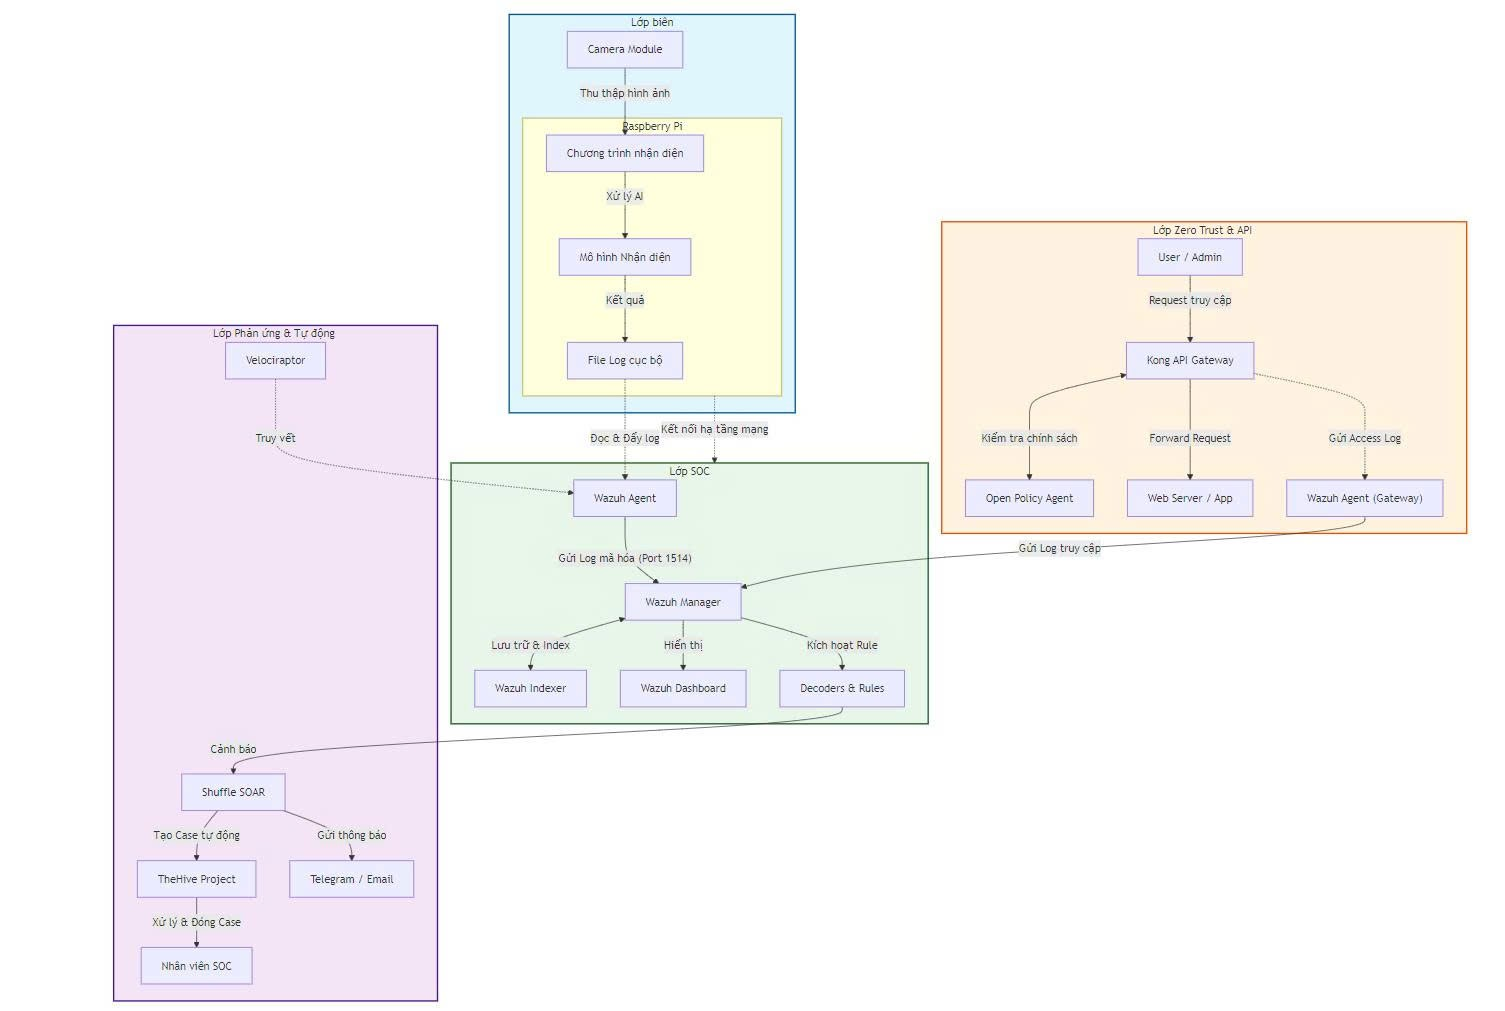 Lớp biên
Camera Module
Thu thập hình ảnh
Raspberry Pi
Chương trình nhận diện
Xử lý AI
Mô hình Nhận diện
Kết quả
File Log cục bộ
Đọc & Đẩy log
Kết nối hạ tầng mạng
Lớp Zero Trust & API
User / Admin
Request truy cập
Kong API Gateway
Kiểm tra chính sách
Forward Request
Gửi Access Log
Open Policy Agent
Web Server / App
Wazuh Agent (Gateway)
Gửi Log truy cập
Lớp SOC
Wazuh Agent
Gửi Log mã hóa (Port 1514)
Wazuh Manager
Lưu trữ & Index
Hiển thị
Kích hoạt Rule
Wazuh Indexer
Wazuh Dashboard
Decoders & Rules
Lớp Phản ứng & Tự động
Velociraptor
Truy vết
Cảnh báo
Shuffle SOAR
Tạo Case tự động
Gửi thông báo
TheHive Project
Telegram / Email
Xử lý & Đóng Case
Nhân viên SOC